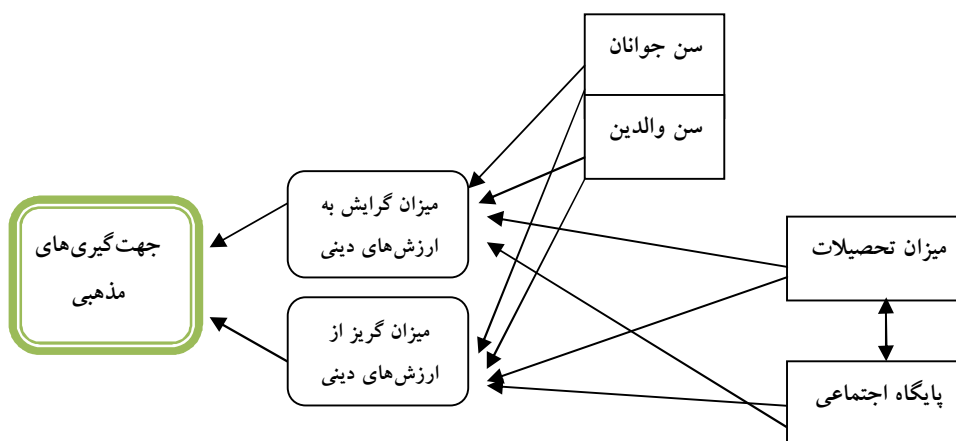 سن جوانان
سن والدین
میزان گرایش به
ارزش‌های دینی
جهت‌گیری‌های
مذهبی
میزان تحصیلات
میزان گریز از
ارزش‌های دینی
پایگاه اجتماعی